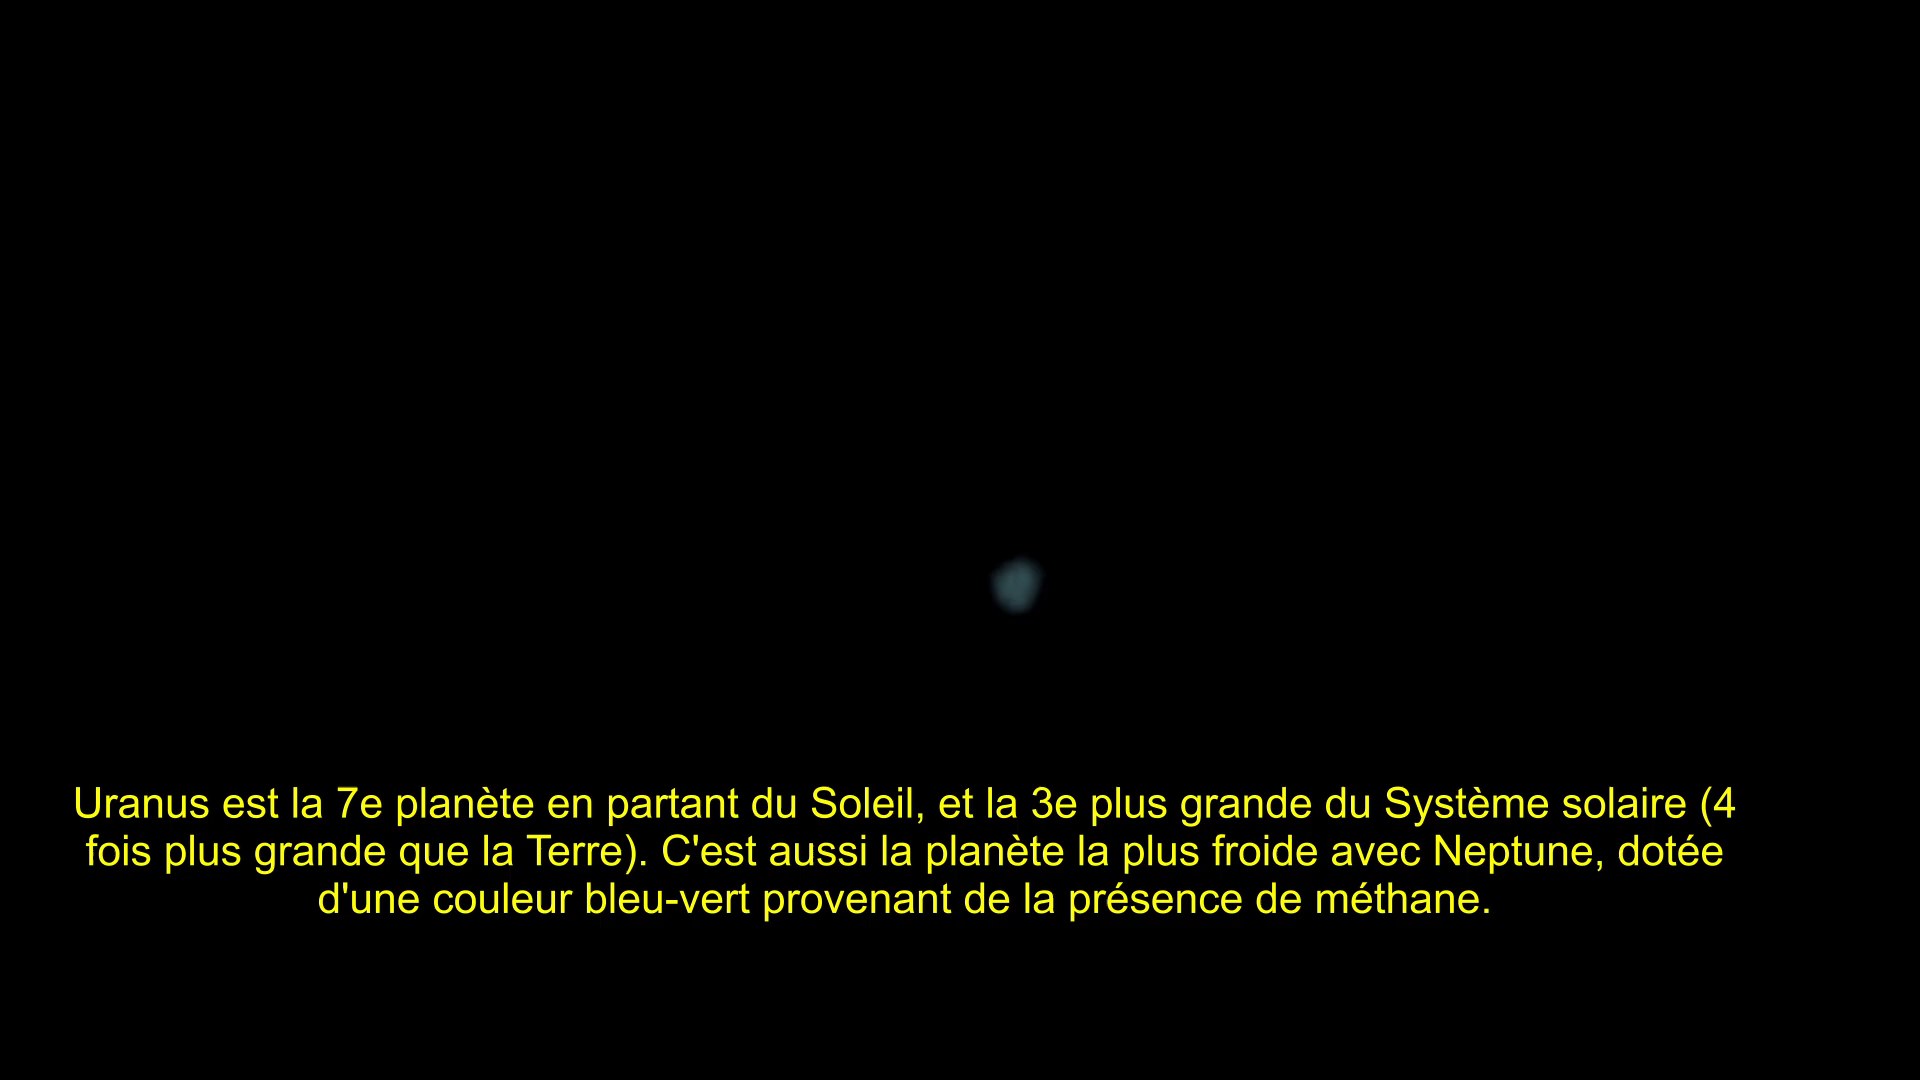 Uranus est la 7e planète en partant du Soleil, et la 3e plus grande du Système solaire (4
fois plus grande que la Terre). C'est aussi la planète la plus froide avec Neptune, dotée
d'une couleur bleu-vert provenant de la présence de méthane.